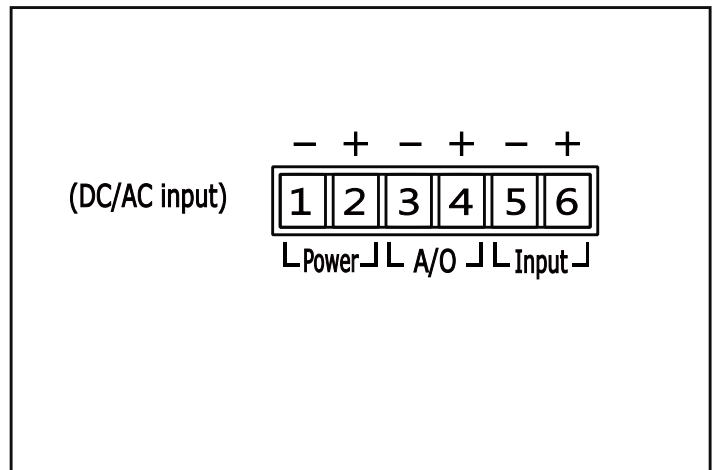 − + − + − +
(DC/AC input) 1 2 3 4 5 6
Power A/O Input